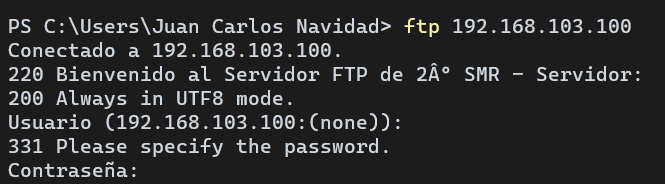 PS C:\Users\Juan Carlos Navidad> ftp 192.168.103.100
Conectado a 192.168.103.100.
220 Bienvenido al Servidor FTP de 2Âº SMR - Servidor:
200 Always in UTF8 mode.
Usuario (192.168.103.100:(none)):
331 Please specify the password.
Contraseña: